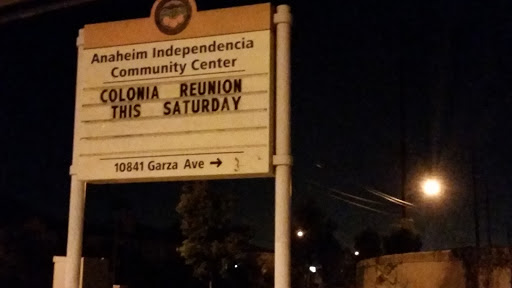 Anaheim Independencia
Community Center
COLONIA REUNION
THIS SATURDAY
10841 Garza Ave →